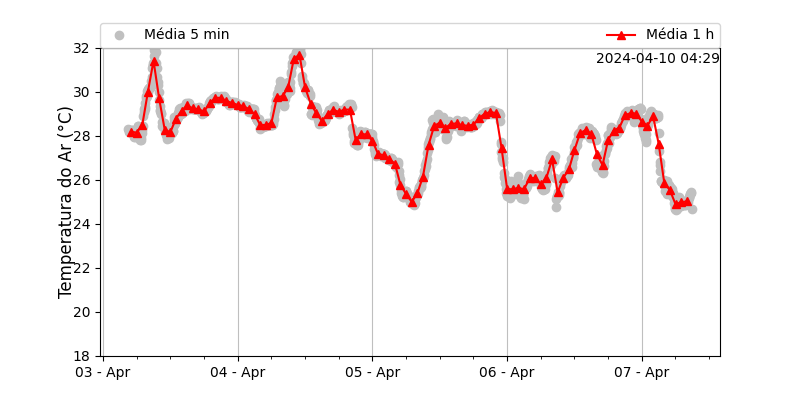 Média 5 min
Média 1 h
2024-04-10 04:29
Temperatura do Ar (°C)
32
30
28
26
24
22
20
18
03 - Apr
04 - Apr
05 - Apr
06 - Apr
07 - Apr